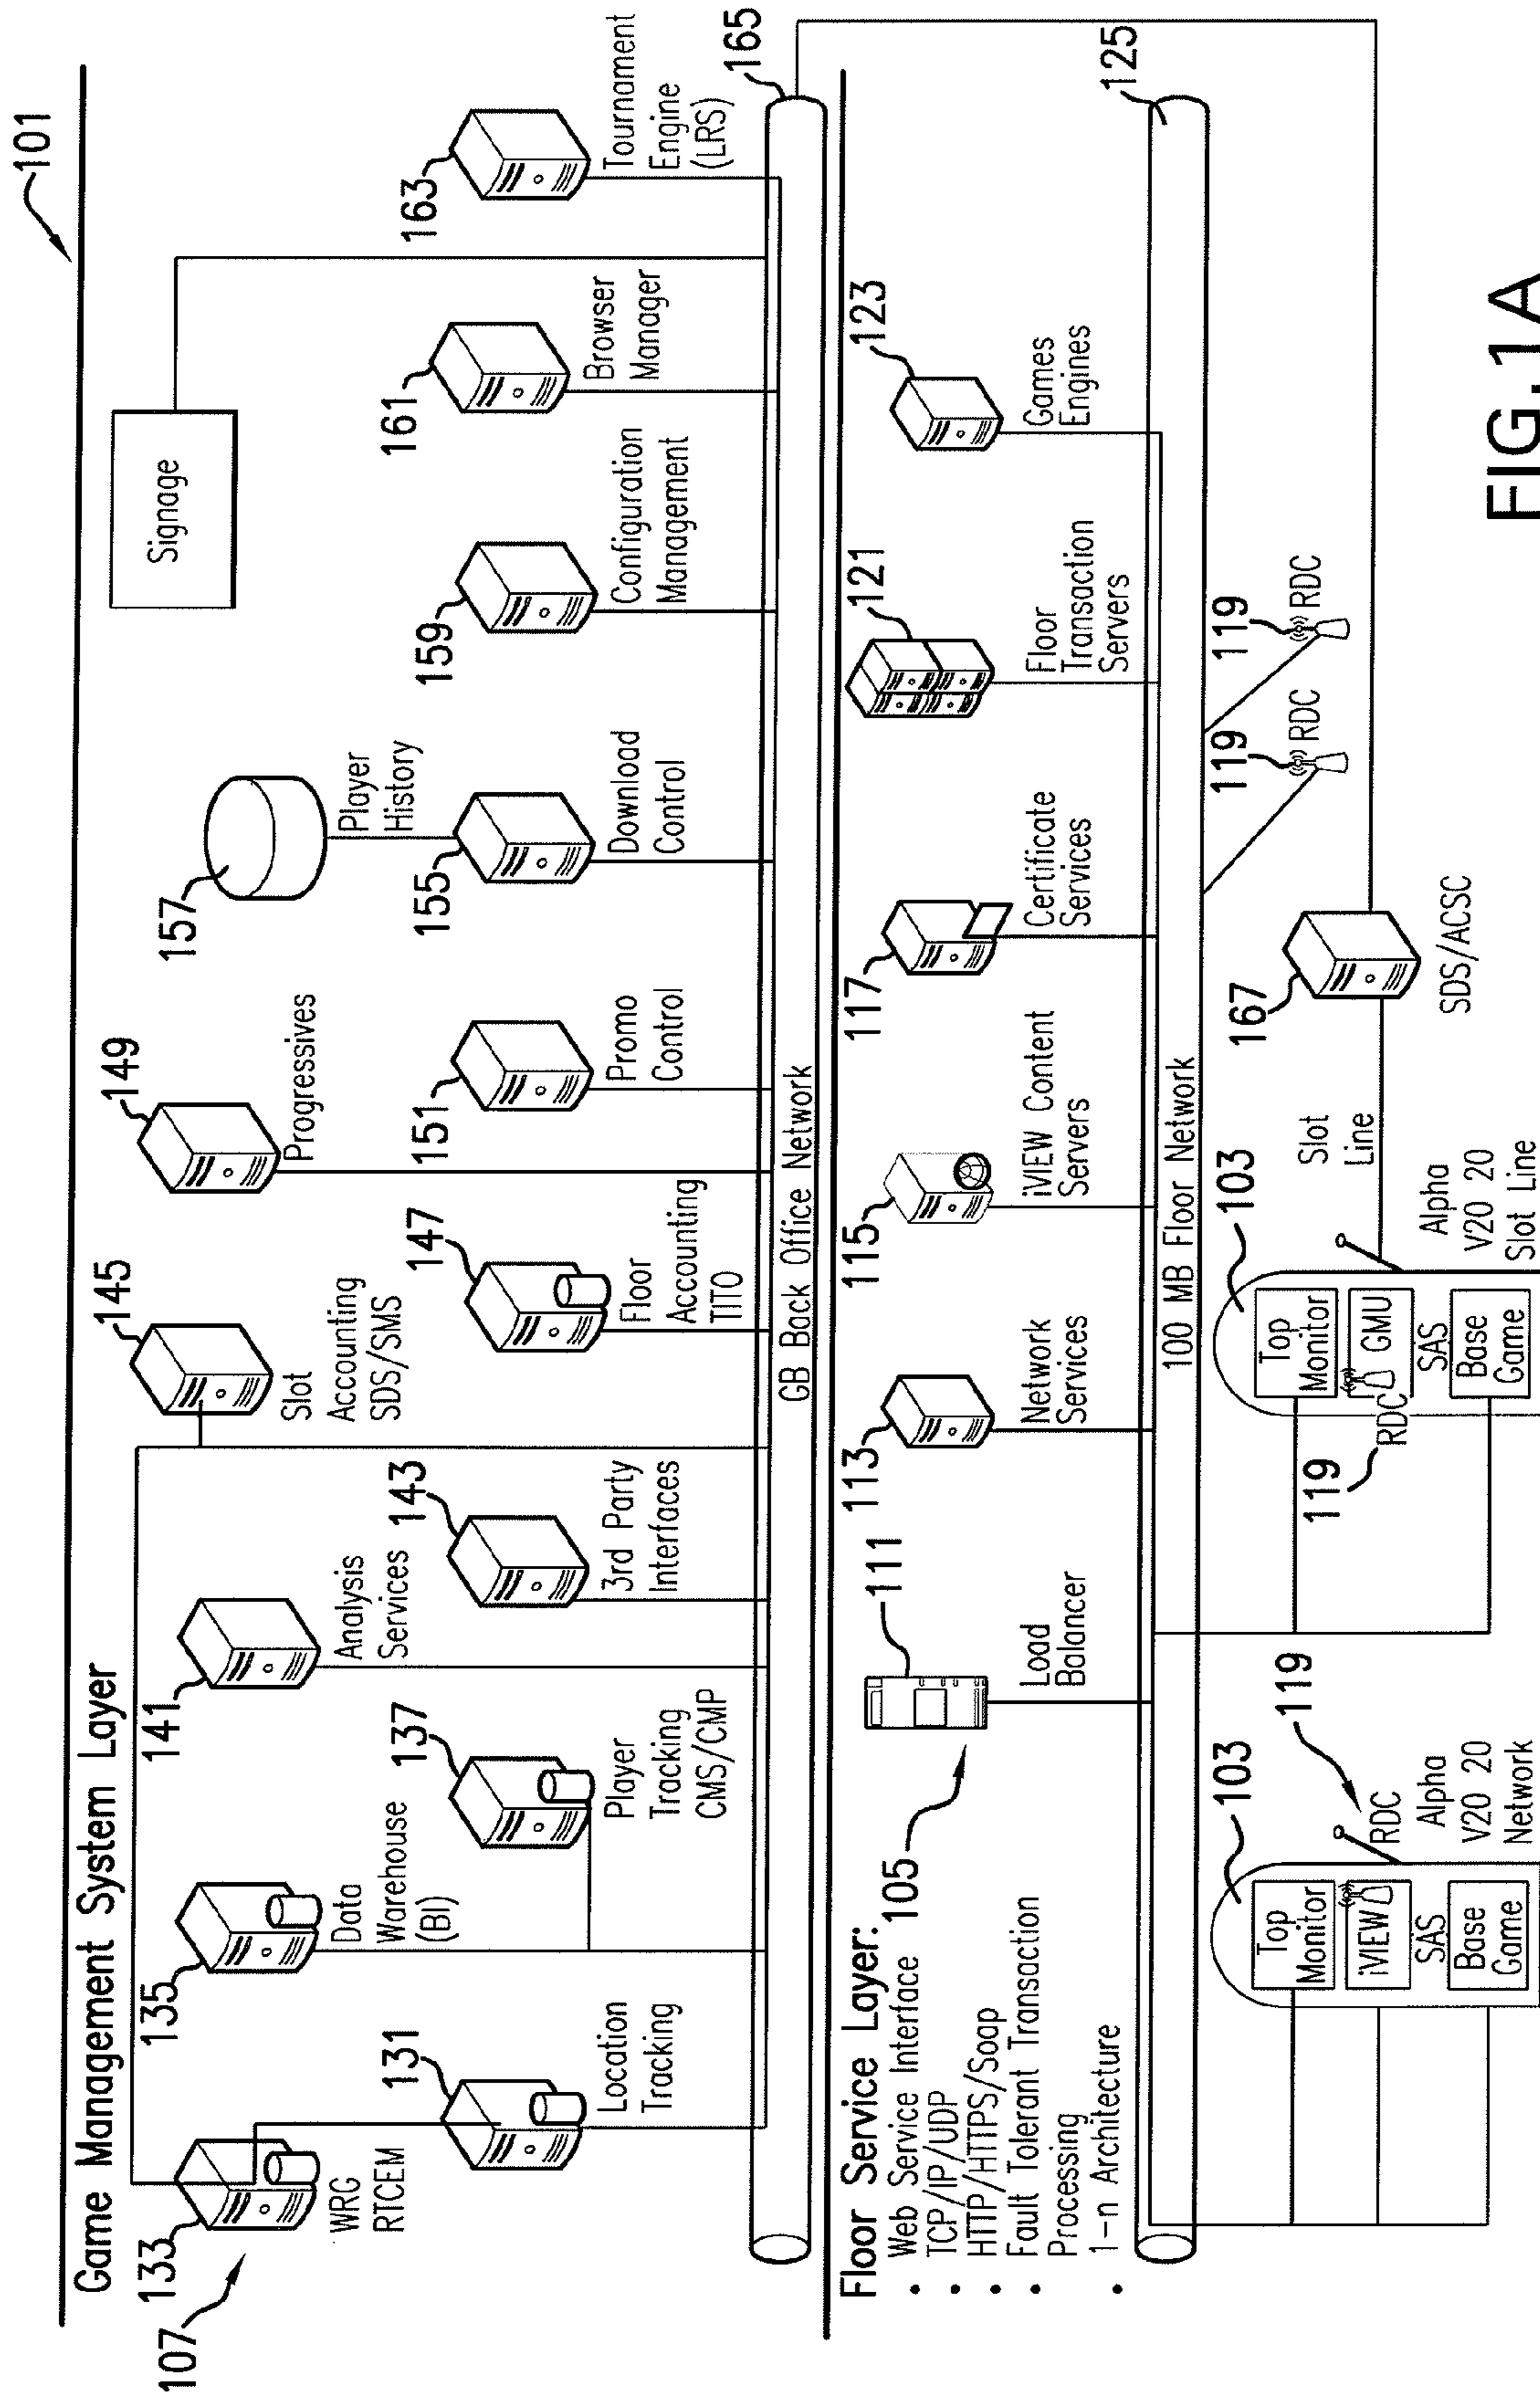 101
Game Management System Layer
Signage
133
WRG
RTCEM
107
135
Data
Warehouse
(BI)
141
Analysis
Services
145
Slot
Accounting
SDS/SMS
149
Progressives
157
Player
History
131
Location
Tracking
137
Player
Tracking
CMS/CMP
143
3rd Party
Interfaces
147
Floor
Accounting
TITO
151
Promo
Control
155
Download
Control
159
Configuration
Management
161
Browser
Manager
163
Tournament
Engine
(LRS)
GB Back Office Network
165
Floor Service Layer:
• Web Service Interface
• TCP/IP/UDP
• HTTP/HTTPS/Soap
• Fault Tolerant Transaction
Processing
• 1-n Architecture
105
111
Load
Balancer
113
Network
Services
115
iVIEW Content
Servers
117
Certificate
Services
121
Floor
Transaction
Servers
123
Games
Engines
100 MB Floor Network
125
103
Top
Monitor
iVIEW
SAS
Base
Game
119
RDC
Alpha
V20 20
Network
103
Top
Monitor
GMU
SAS
Base
Game
119
RDC
Slot
Line
Alpha
V20 20
Slot Line
167
SDS/ACSC
119
RDC
119
RDC
FIG.1A